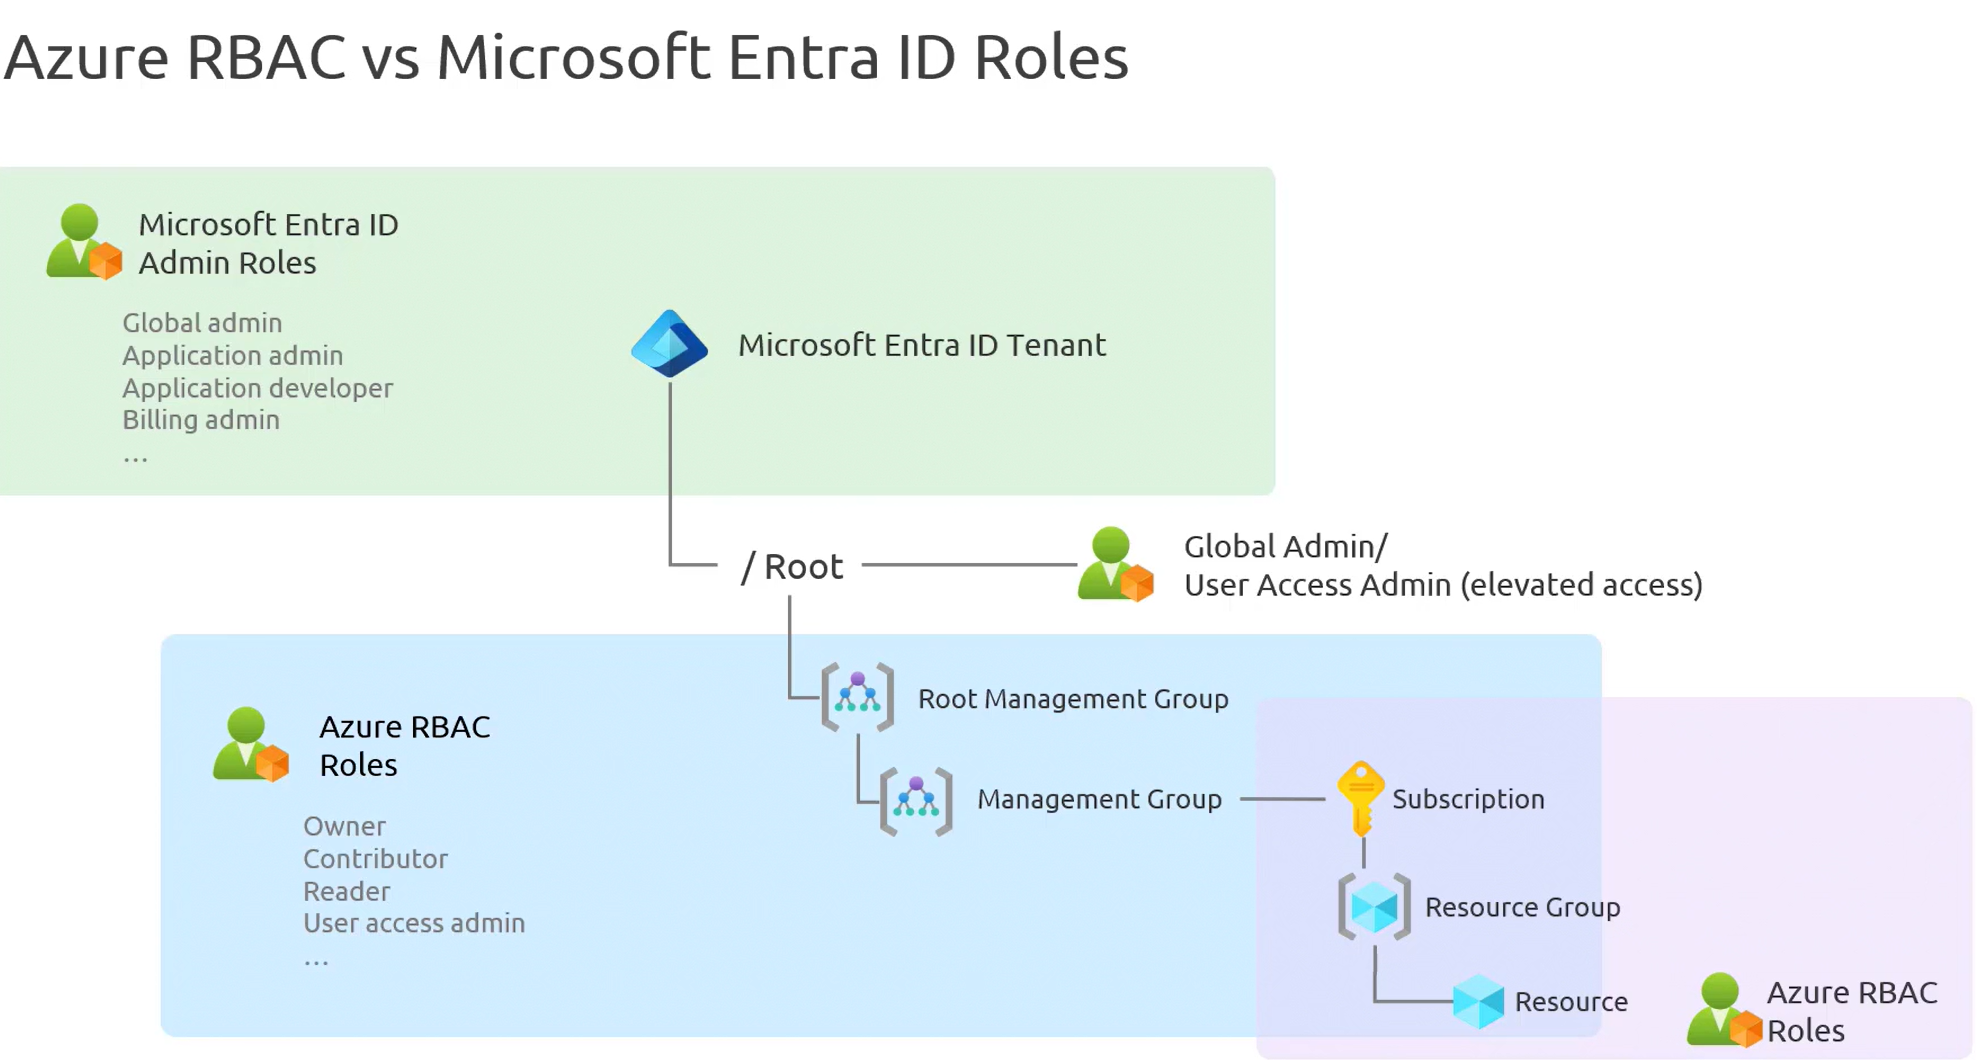 Azure RBAC vs Microsoft Entra ID Roles
Microsoft Entra ID
Admin Roles
Global admin
Application admin
Application developer
Billing admin
...
Microsoft Entra ID Tenant
/ Root
Global Admin/
User Access Admin (elevated access)
Azure RBAC
Roles
Owner
Contributor
Reader
User access admin
...
Root Management Group
Management Group
Subscription
Resource Group
Resource
Azure RBAC
Roles